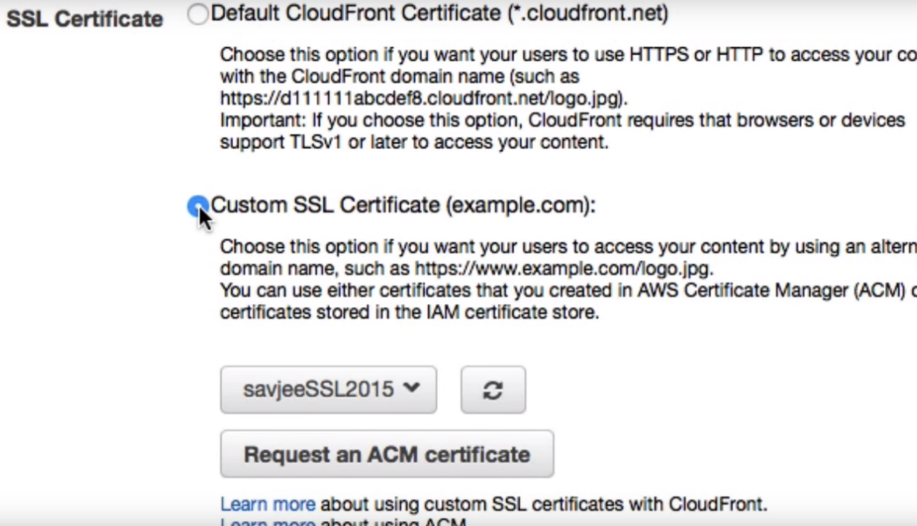 SSL Certificate
Default CloudFront Certificate (*.cloudfront.net)
Choose this option if you want your users to use HTTPS or HTTP to access your co
with the CloudFront domain name (such as
https://d111111abcdef8.cloudfront.net/logo.jpg).
Important: If you choose this option, CloudFront requires that browsers or devices
support TLSv1 or later to access your content.
Custom SSL Certificate (example.com):
Choose this option if you want your users to access your content by using an altern
domain name, such as https://www.example.com/logo.jpg.
You can use either certificates that you created in AWS Certificate Manager (ACM)
certificates stored in the IAM certificate store.
savjeeSSL2015
Request an ACM certificate
Learn more about using custom SSL certificates with CloudFront.
Learn more about using ACM.